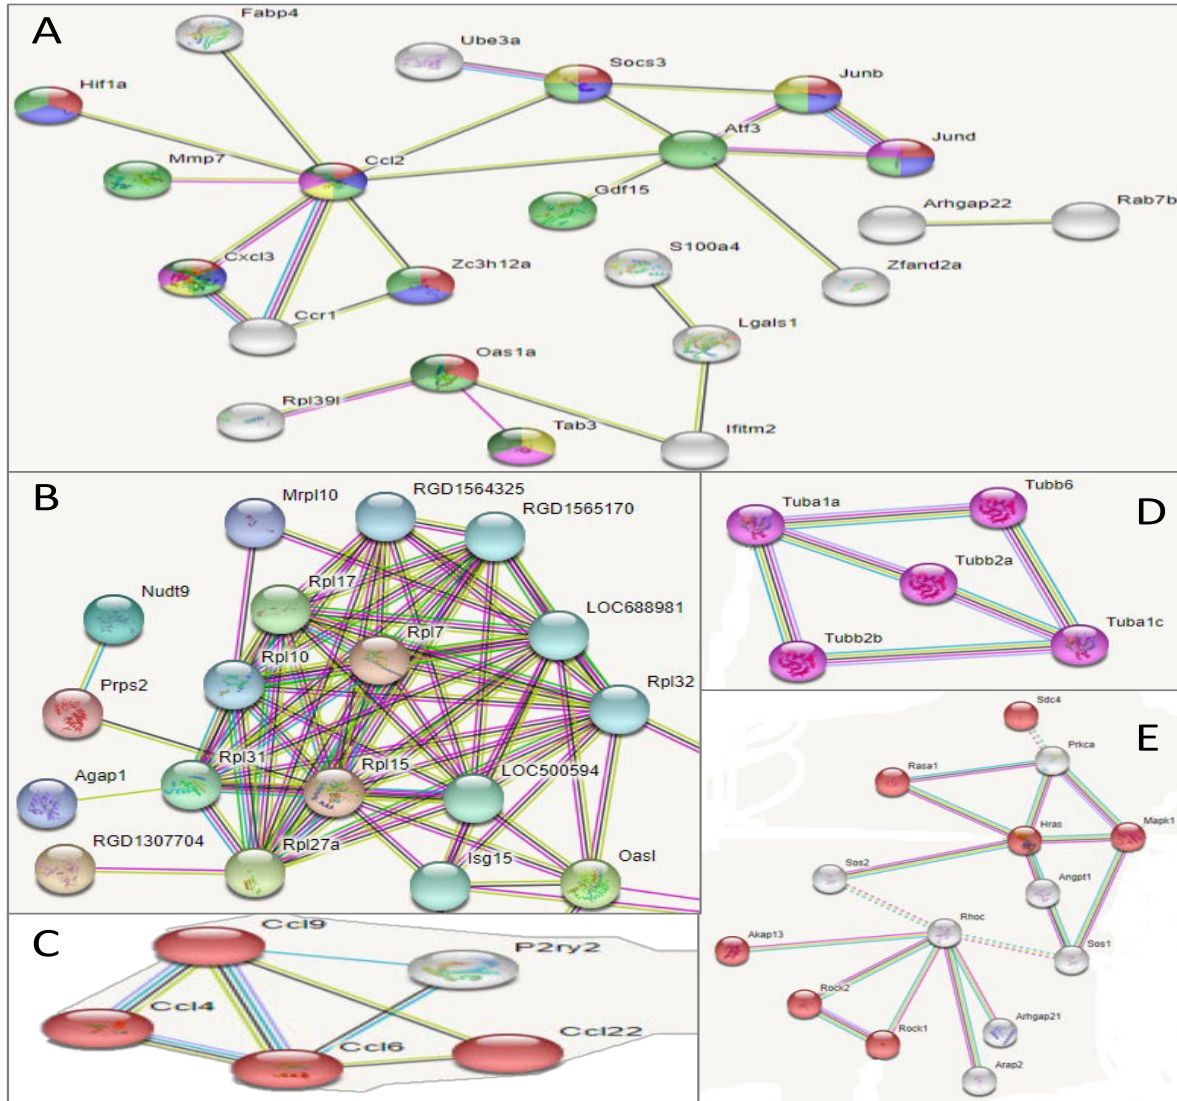 A
Fabp4
Ube3a
Socs3
Junb
Hif1a
Atf3
Jund
Mmp7
Ccl2
Gdf15
Arhgap22
Rab7b
S100a4
Cxcl3
Zc3h12a
Zfand2a
Ccr1
Lgals1
Oas1a
Rpl39l
Tab3
Ifitm2
B
Mrpl10
RGD1564325
RGD1565170
Nudt9
Rpl17
LOC688981
Rpl7
Rpl10
Prps2
Rpl32
Rpl31
Rpl15
Agap1
LOC500594
RGD1307704
Rpl27a
Isg15
Oasl
D
Tuba1a
Tubb6
Tubb2a
Tuba1c
Tubb2b
C
Ccl9
P2ry2
Ccl4
Ccl22
Ccl6
E
Sdc4
Prkca
Rasa1
Hras
Mapk1
Sos2
Angpt1
Rhoc
Akap13
Sos1
Rock2
Rock1
Arhgap21
Arap2